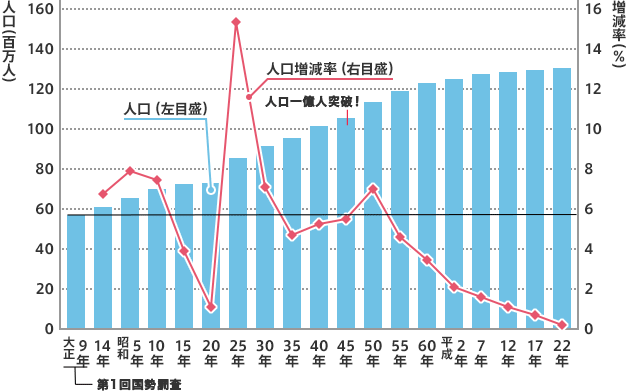 人口(百万人)
160
140
120
100
80
60
40
20
0
増減率(%)
16
14
12
10
8
6
4
2
0
人口増減率(右目盛)
人口(左目盛)
人口一億人突破！
大正9年
14年
昭和5年
10年
15年
20年
25年
30年
35年
40年
45年
50年
55年
60年
平成2年
7年
12年
17年
22年
第1回国勢調査